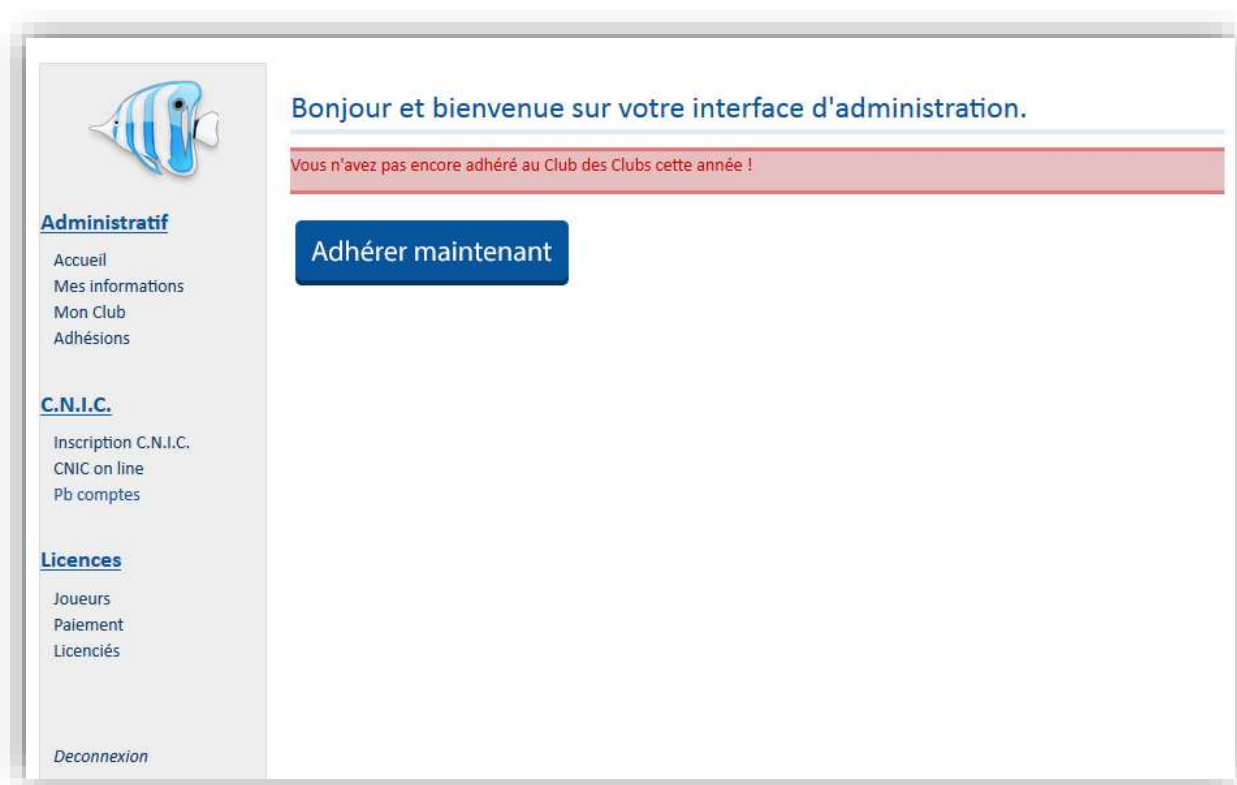 Bonjour et bienvenue sur votre interface d'administration.
Vous n'avez pas encore adhéré au Club des Clubs cette année !
Adhérer maintenant
Administratif
Accueil
Mes informations
Mon Club
Adhésions
C.N.I.C.
Inscription C.N.I.C.
CNIC on line
Pb comptes
Licences
Joueurs
Paiement
Licenciés
Deconnexion